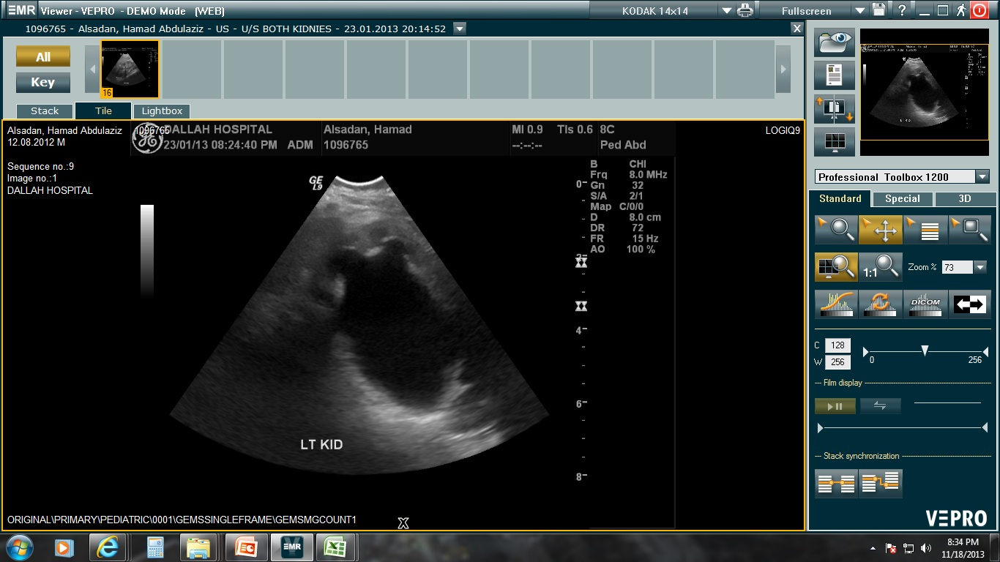 EMR Viewer - VEPRO - DEMO Mode (WEB) KODAK 14x14 Fullscreen ?
1096765 - Alsadan, Hamad Abdulaziz - US - U/S BOTH KIDNIES - 23.01.2013 20:14:52
All
Key
16
Stack Tile Lightbox
Alsadan, Hamad Abdulaziz
12.08.2012 M
Sequence no.:9
Image no.:1
DALLAH HOSPITAL
1096765
DALLAH HOSPITAL Alsadan, Hamad MI 0.9 TIs 0.6 8C
23/01/13 08:24:40 PM ADM 1096765 --:--:-- Ped Abd
LOGIQ9
GE
L9
B CHI
Frq 8.0 MHz
Gn 32
S/A 2/1
Map C/0/0
D 8.0 cm
DR 72
FR 15 Hz
AO 100 %
0
2
4
6
8
LT KID
ORIGINAL\PRIMARY\PEDIATRIC\0001\GEMSSINGLEFRAME\GEMSMGCOUNT1
Professional Toolbox 1200
Standard Special 3D
1:1
Zoom % 73
DICOM
C 128
W 256
0 256
Film display
Stack synchronization
VEPRO
EMR
8:34 PM
11/18/2013